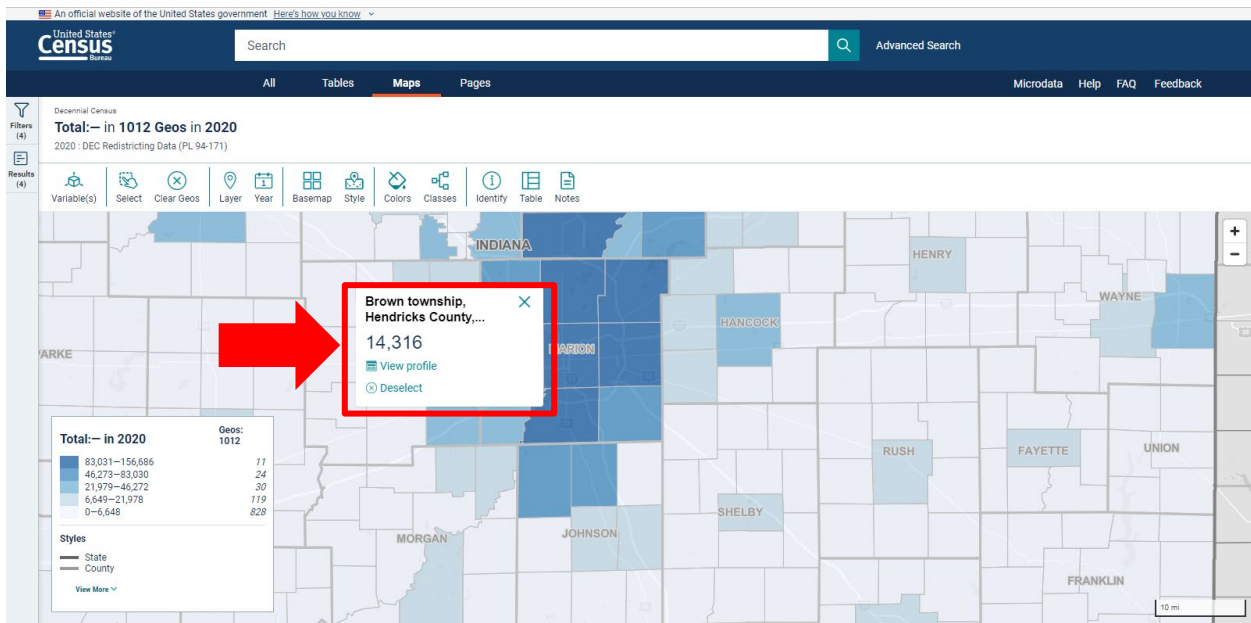 An official website of the United States government Here's how you know
United States®
Census
Bureau
Search
Advanced Search
All Tables Maps Pages
Microdata Help FAQ Feedback
Filters
(4)
Results
(4)
Decennial Census
Total:— in 1012 Geos in 2020
2020 : DEC Redistricting Data (PL 94-171)
Variable(s) Select Clear Geos Layer Year Basemap Style Colors Classes Identify Table Notes
1
+
−
INDIANA
HENRY
WAYNE
Brown township,
Hendricks County,...
14,316
View profile
Deselect
HANCOCK
MARION
ARKE
RUSH
FAYETTE
UNION
SHELBY
MORGAN
JOHNSON
FRANKLIN
Total:— in 2020 Geos:
1012
83,031—156,686 11
46,273—83,030 24
21,979—46,272 30
6,649—21,978 119
0—6,648 828
Styles
State
County
View More
10 mi